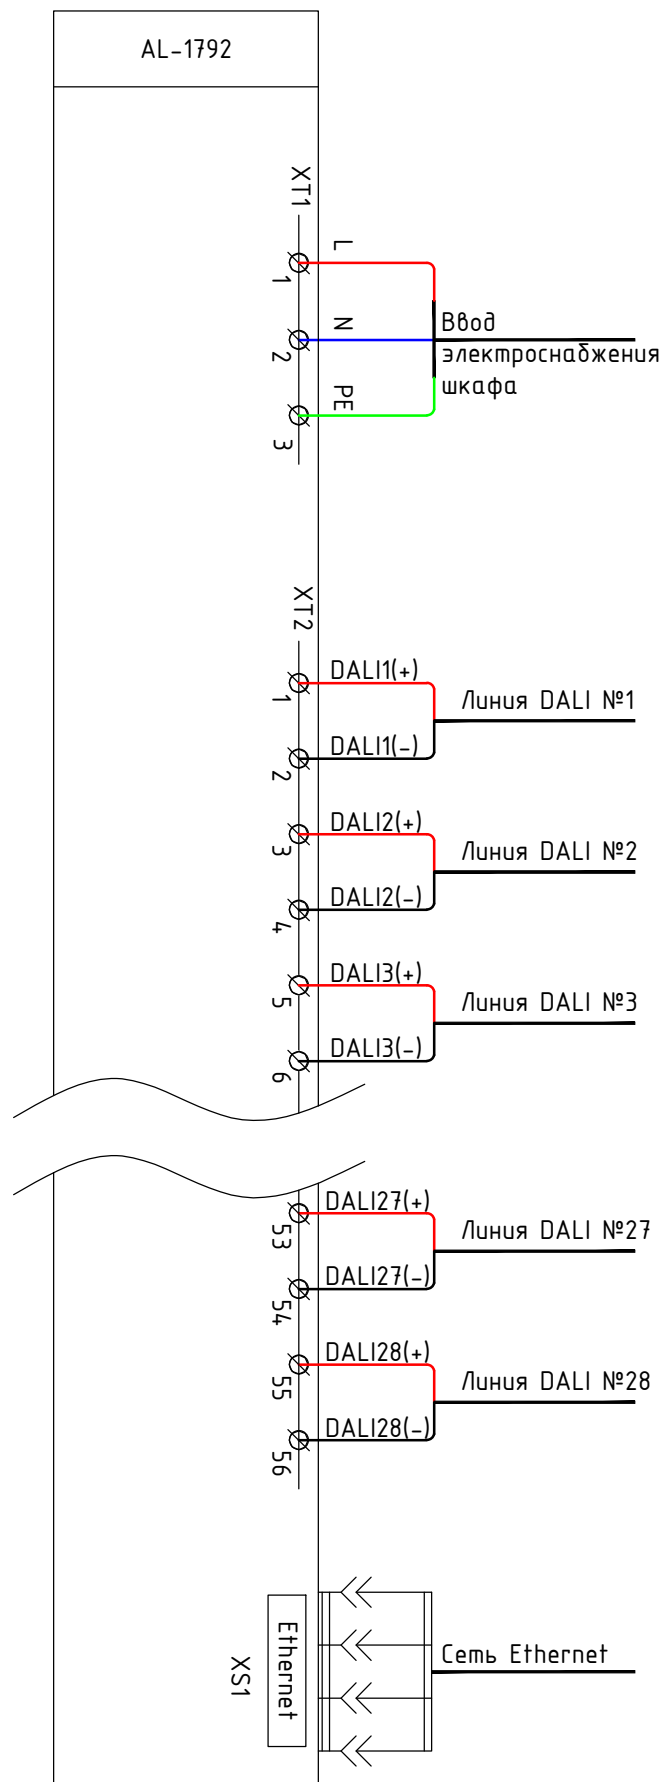 AL-1792
XT1
L
1
Ввод
N
2
электроснабжения
шкафа
PE
3
XT2
DALI1(+)
1
Линия DALI №1
DALI1(-)
2
DALI2(+)
3
Линия DALI №2
DALI2(-)
4
DALI3(+)
5
Линия DALI №3
DALI3(-)
6
DALI27(+)
53
Линия DALI №27
DALI27(-)
54
DALI28(+)
55
Линия DALI №28
DALI28(-)
56
Ethernet
XS1
Сеть Ethernet